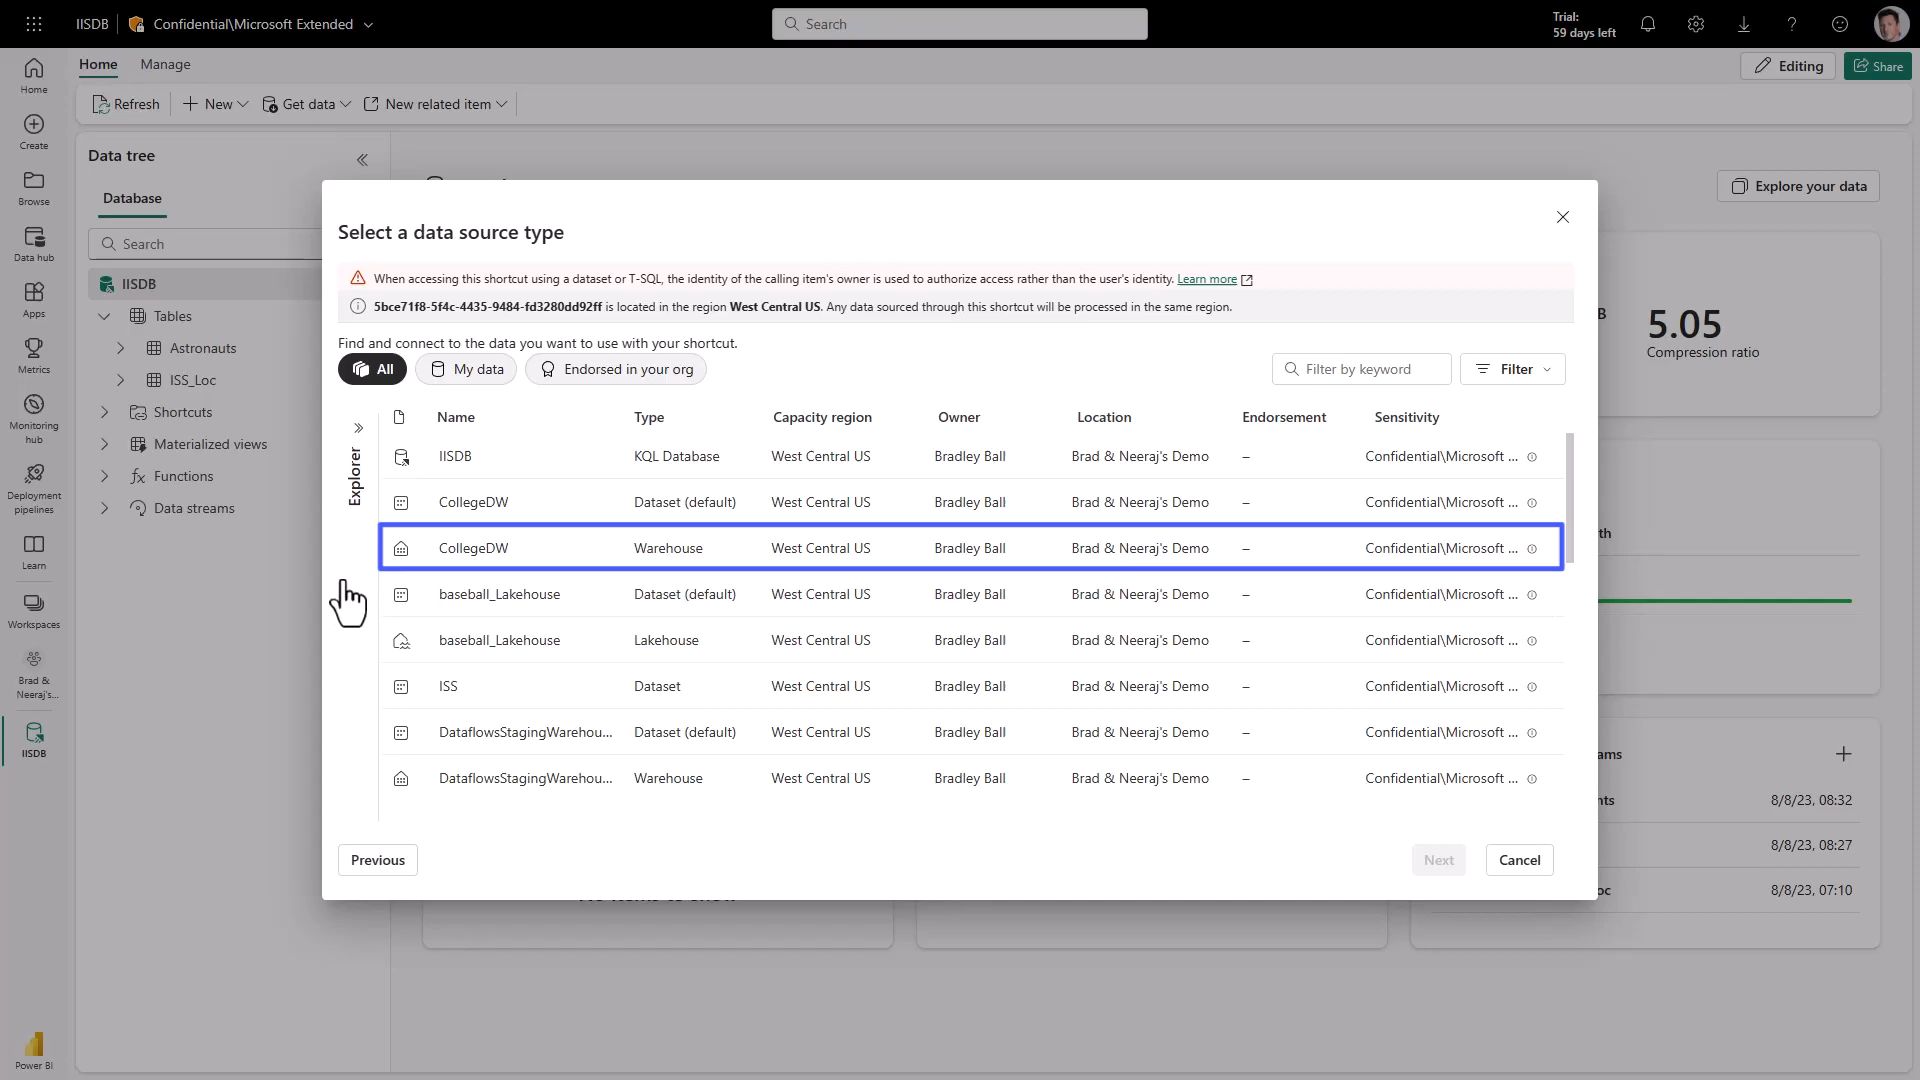 IISDB
Confidential\Microsoft Extended
Search
Trial:
59 days left
Home
Manage
Editing
Share
Refresh
New
Get data
New related item
Home
Create
Browse
Data hub
Apps
Metrics
Monitoring
hub
Deployment
pipelines
Learn
Workspaces
Brad &
Neeraj's...
IISDB
Power BI
Data tree
Database
Search
IISDB
Tables
Astronauts
ISS_Loc
Shortcuts
Materialized views
Functions
Data streams
Explore your data
5.05
Compression ratio
8/8/23, 08:32
8/8/23, 08:27
8/8/23, 07:10
Select a data source type
When accessing this shortcut using a dataset or T-SQL, the identity of the calling item's owner is used to authorize access rather than the user's identity. Learn more
5bce71f8-5f4c-4435-9484-fd3280dd92ff is located in the region West Central US. Any data sourced through this shortcut will be processed in the same region.
Find and connect to the data you want to use with your shortcut.
All
My data
Endorsed in your org
Filter by keyword
Filter
Explorer
Name Type Capacity region Owner Location Endorsement Sensitivity
IISDB KQL Database West Central US Bradley Ball Brad & Neeraj's Demo – Confidential\Microsoft ...
CollegeDW Dataset (default) West Central US Bradley Ball Brad & Neeraj's Demo – Confidential\Microsoft ...
CollegeDW Warehouse West Central US Bradley Ball Brad & Neeraj's Demo – Confidential\Microsoft ...
baseball_Lakehouse Dataset (default) West Central US Bradley Ball Brad & Neeraj's Demo – Confidential\Microsoft ...
baseball_Lakehouse Lakehouse West Central US Bradley Ball Brad & Neeraj's Demo – Confidential\Microsoft ...
ISS Dataset West Central US Bradley Ball Brad & Neeraj's Demo – Confidential\Microsoft ...
DataflowsStagingWarehou... Dataset (default) West Central US Bradley Ball Brad & Neeraj's Demo – Confidential\Microsoft ...
DataflowsStagingWarehou... Warehouse West Central US Bradley Ball Brad & Neeraj's Demo – Confidential\Microsoft ...
Previous
Next
Cancel